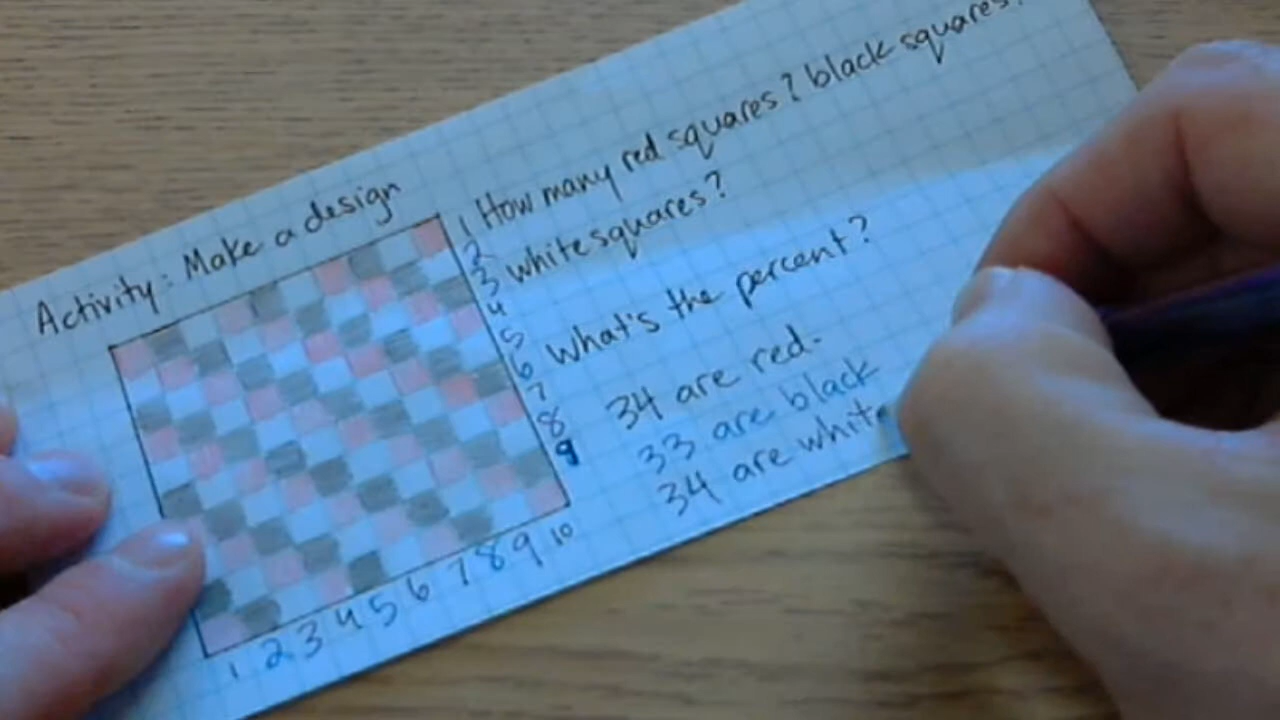 Activity: Make a design
1 How many red squares? black squares?
2
3 white squares?
4
5
6 What's the percent?
7
8
9
34 are red.
33 are black
34 are white
1 2 3 4 5 6 7 8 9 10